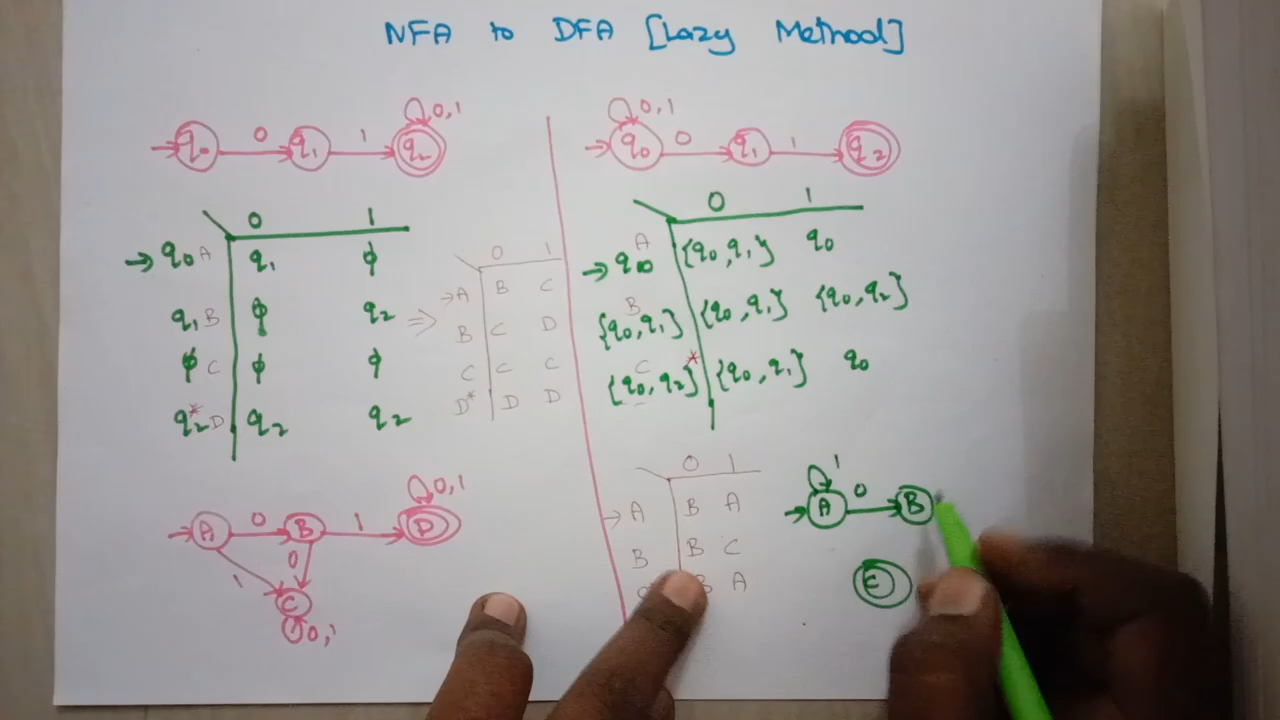 NFA to DFA [Lazy Method]
0,1
→ q0 0 q1 1 q2
0 1
→ q0 A q1 ϕ
q1 B ϕ q2
ϕ C ϕ ϕ
q2* D q2 q2
⇒
0 1
→ A B C
B C D
C C C
D* D D
0,1
→ A 0 B 1 D
1 0
C
0,1
0,1
→ q0 0 q1 1 q2
0 1
A
→ q0 {q0,q1} q0
B
{q0,q1} {q0,q1} {q0,q2}
C
{q0,q2}* {q0,q1} q0
0 1
→ A B A
B B C
B A
1
→ A 0 B
C